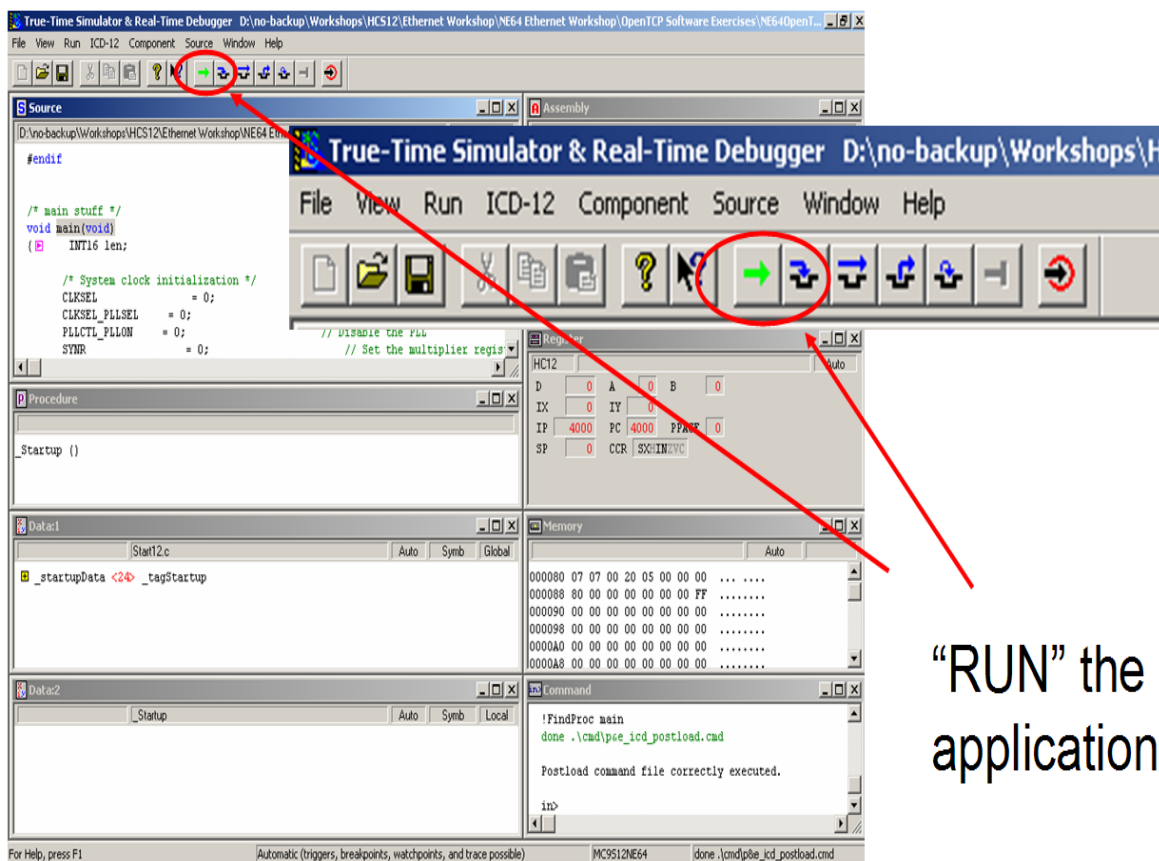 True-Time Simulator & Real-Time Debugger D:\no-backup\Workshops\HCS12\Ethernet Workshop\NE64 Ethernet Workshop\OpenTCP Software Exercises\NE64OpenT...
File View Run ICD-12 Component Source Window Help
Source
Assembly
D:\no-backup\Workshops\HCS12\Ethernet Workshop\NE64
True-Time Simulator & Real-Time Debugger D:\no-backup\Workshops\H
File View Run ICD-12 Component Source Window Help
#endif
/* main stuff */
void main(void)
{ INT16 len;
/* System clock initialization */
CLKSEL = 0;
CLKSEL_PLLSEL = 0;
PLLCTL_PLLON = 0; // Disable the PLL
SYNR = 0; // Set the multiplier regis
Register
HC12 Auto
D 0 A 0 B 0
IX 0 IY 0
IP 4000 PC 4000 PPAGE 0
SP 0 CCR SXHINZVC
Procedure
_Startup ()
Data:1
Start12.c Auto Symb Global
_startupData <24> _tagStartup
Memory
Auto
000080 07 07 00 20 05 00 00 00 ... ....
000088 80 00 00 00 00 00 00 FF ........
000090 00 00 00 00 00 00 00 00 ........
000098 00 00 00 00 00 00 00 00 ........
0000A0 00 00 00 00 00 00 00 00 ........
0000A8 00 00 00 00 00 00 00 00 ........
Data:2
_Startup Auto Symb Local
Command
!FindProc main
done .\cmd\p&e_icd_postload.cmd
Postload command file correctly executed.
in>
“RUN” the
application
For Help, press F1
Automatic (triggers, breakpoints, watchpoints, and trace possible)
MC9S12NE64
done .\cmd\p&e_icd_postload.cmd